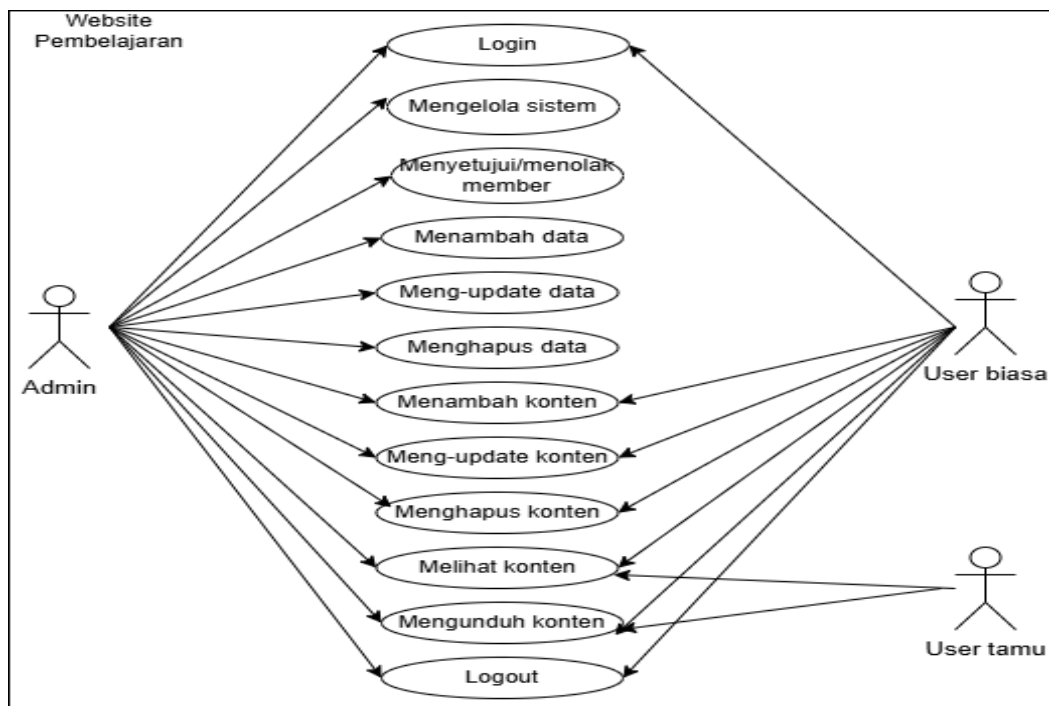 Website
Pembelajaran
Login
Mengelola sistem
Menyetujui/menolak
member
Menambah data
Meng-update data
Menghapus data
Admin
User biasa
Menambah konten
Meng-update konten
Menghapus konten
Melihat konten
Mengunduh konten
User tamu
Logout